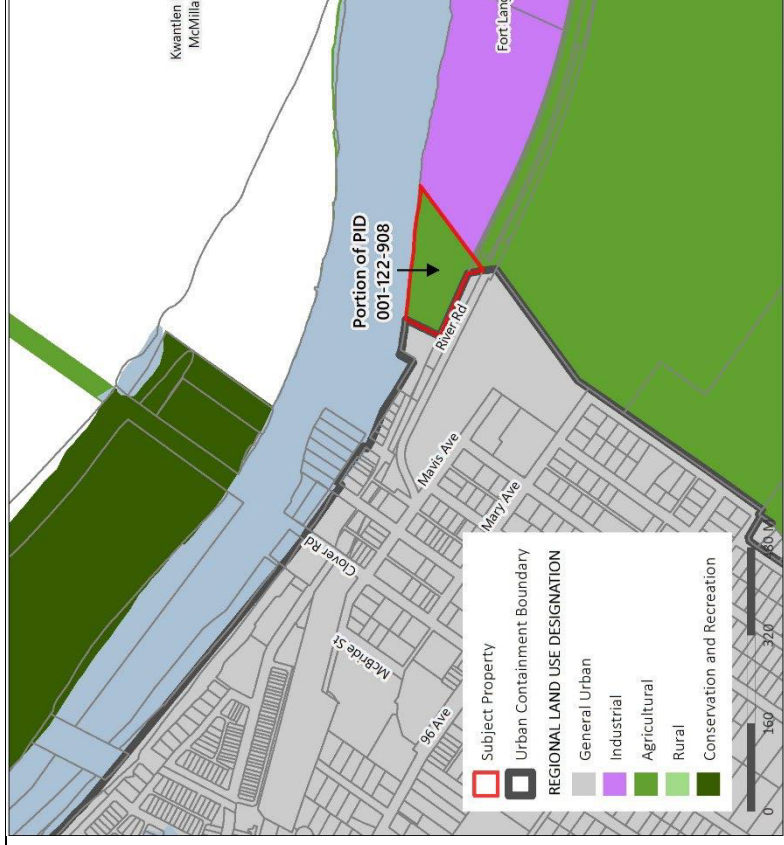 Kwantlen
McMilla
Fort Lang
Portion of PID
001-122-908
River Rd
Mavis Ave
Mary Ave
Clover Rd
McBride St
96 Ave
Subject Property
Urban Containment Boundary
REGIONAL LAND USE DESIGNATION
General Urban
Industrial
Agricultural
Rural
Conservation and Recreation
0 160 320 480 M